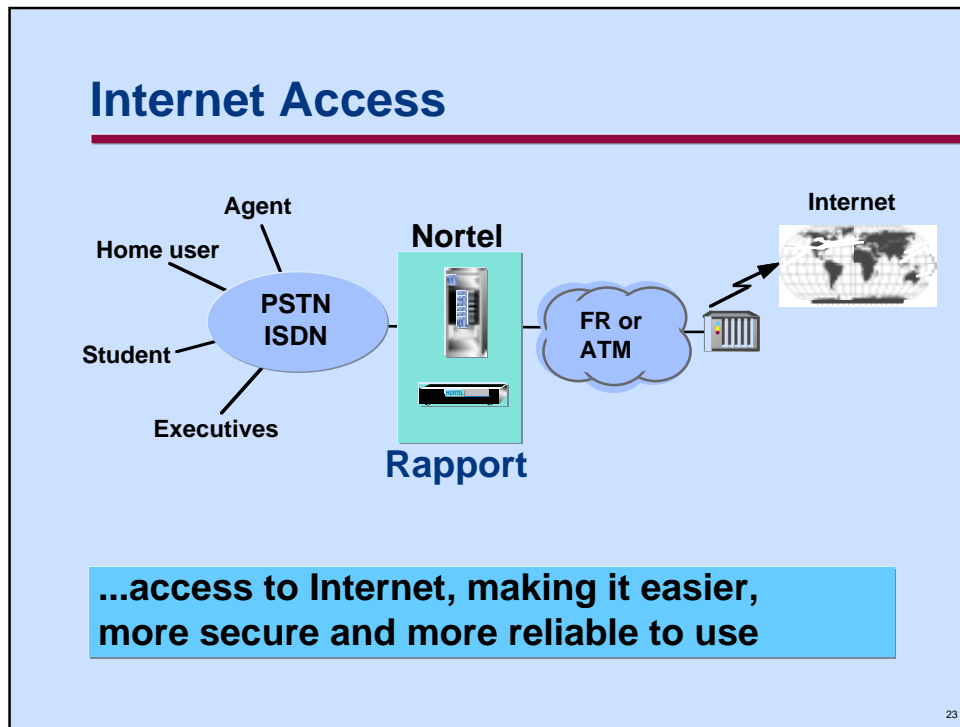 Internet Access
Agent
Home user
Student
Executives
PSTN
ISDN
Nortel
NORTEL
Rapport
FR or
ATM
Internet
...access to Internet, making it easier,
more secure and more reliable to use
23